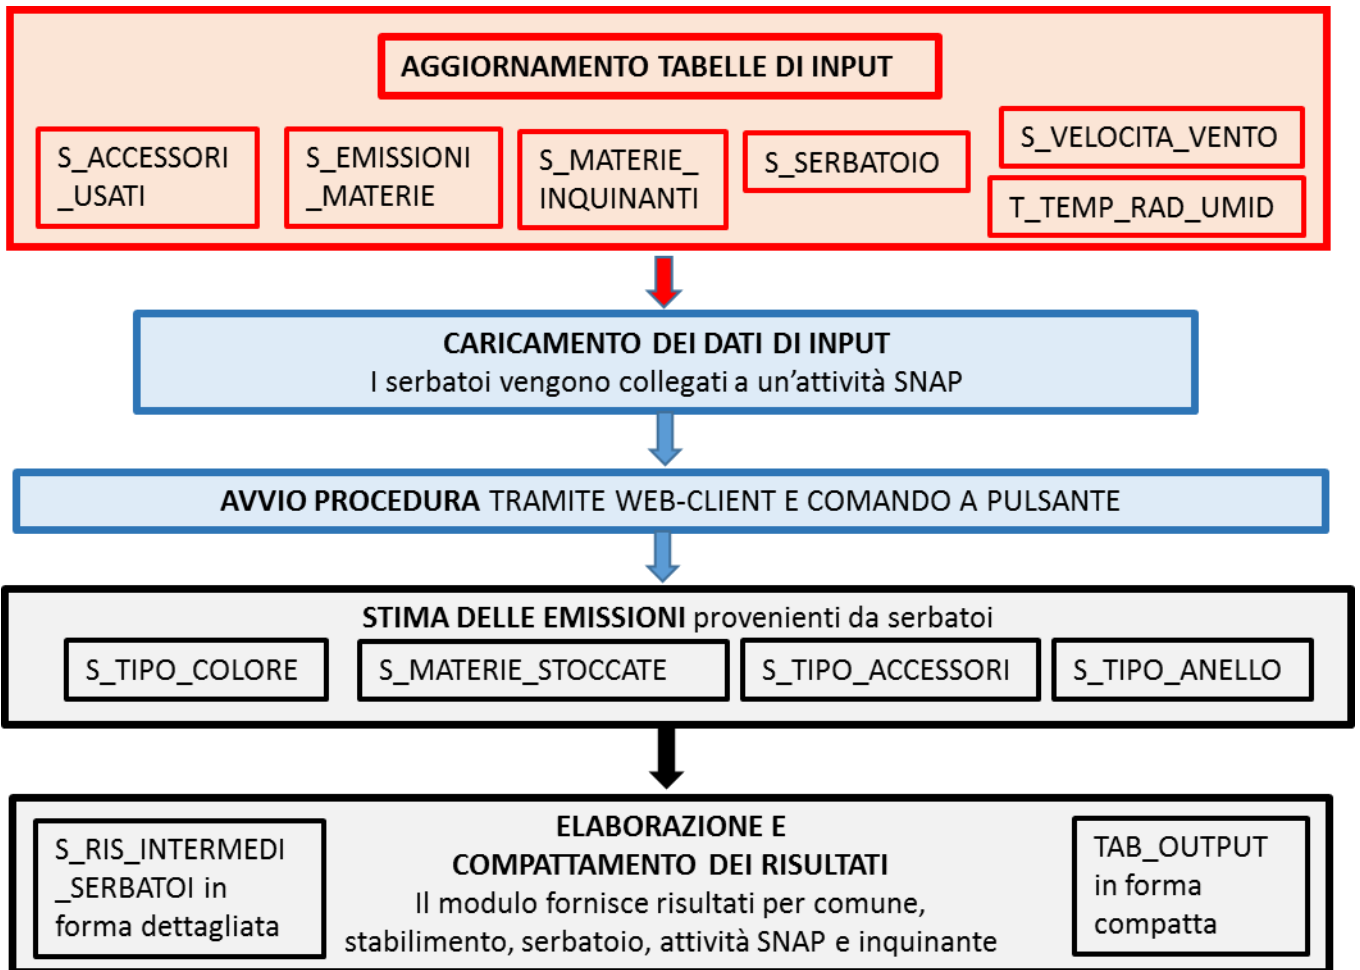 AGGIORNAMENTO TABELLE DI INPUT
S_ACCESSORI
_USATI
S_EMISSIONI
_MATERIE
S_MATERIE_
INQUINANTI
S_SERBATOIO
S_VELOCITA_VENTO
T_TEMP_RAD_UMID
CARICAMENTO DEI DATI DI INPUT
I serbatoi vengono collegati a un'attività SNAP
AVVIO PROCEDURA TRAMITE WEB-CLIENT E COMANDO A PULSANTE
STIMA DELLE EMISSIONI provenienti da serbatoi
S_TIPO_COLORE
S_MATERIE_STOCCATE
S_TIPO_ACCESSORI
S_TIPO_ANELLO
S_RIS_INTERMEDI
_SERBATOI in
forma dettagliata
ELABORAZIONE E
COMPATTAMENTO DEI RISULTATI
Il modulo fornisce risultati per comune,
stabilimento, serbatoio, attività SNAP e inquinante
TAB_OUTPUT
in forma
compatta